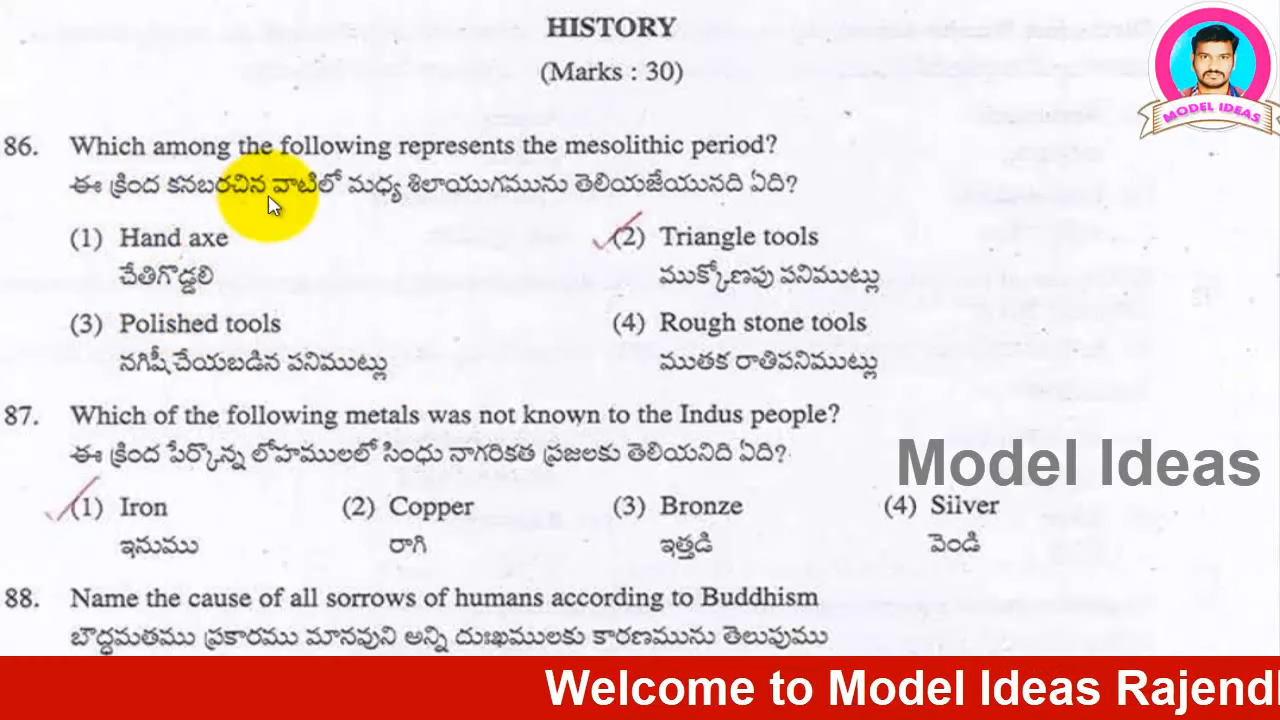 HISTORY
(Marks : 30)
MODEL IDEAS
86. Which among the following represents the mesolithic period?
ఈ క్రింద కనబరచిన వాటిలో మధ్య శిలాయుగమును తెలియజేయునది ఏది?
(1) Hand axe (2) Triangle tools
చేతిగొడ్డలి ముక్కోణపు పనిముట్లు
(3) Polished tools (4) Rough stone tools
నగిషీచేయబడిన పనిముట్లు ముతక రాతిపనిముట్లు
87. Which of the following metals was not known to the Indus people?
ఈ క్రింద పేర్కొన్న లోహములలో సింధు నాగరికత ప్రజలకు తెలియనిది ఏది?
Model Ideas
(1) Iron (2) Copper (3) Bronze (4) Silver
ఇనుము రాగి ఇత్తడి వెండి
88. Name the cause of all sorrows of humans according to Buddhism
బౌద్ధమతము ప్రకారము మానవుని అన్ని దుఃఖములకు కారణమును తెలుపుము
Welcome to Model Ideas Rajend